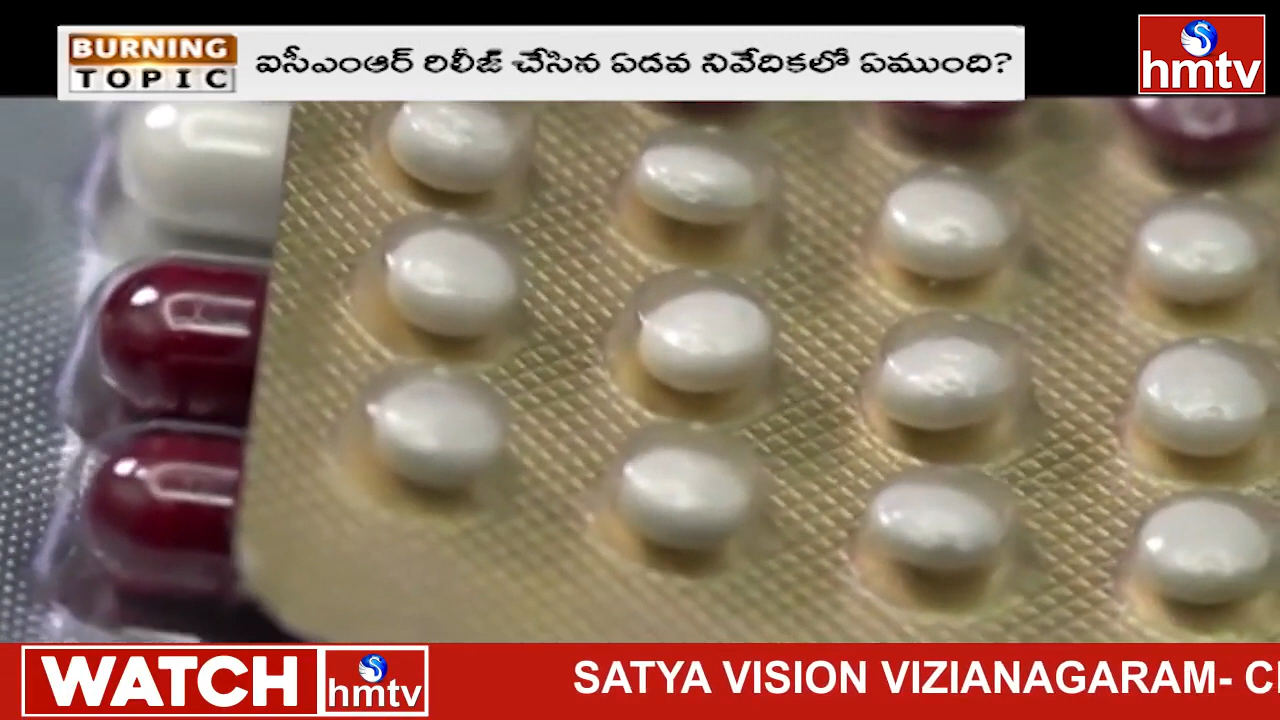 BURNING
TOPIC
ఐసీఎంఆర్ రిలీజ్ చేసిన ఏడవ నివేదికలో ఏముంది?
hmtv
WATCH
hmtv
SATYA VISION VIZIANAGARAM-